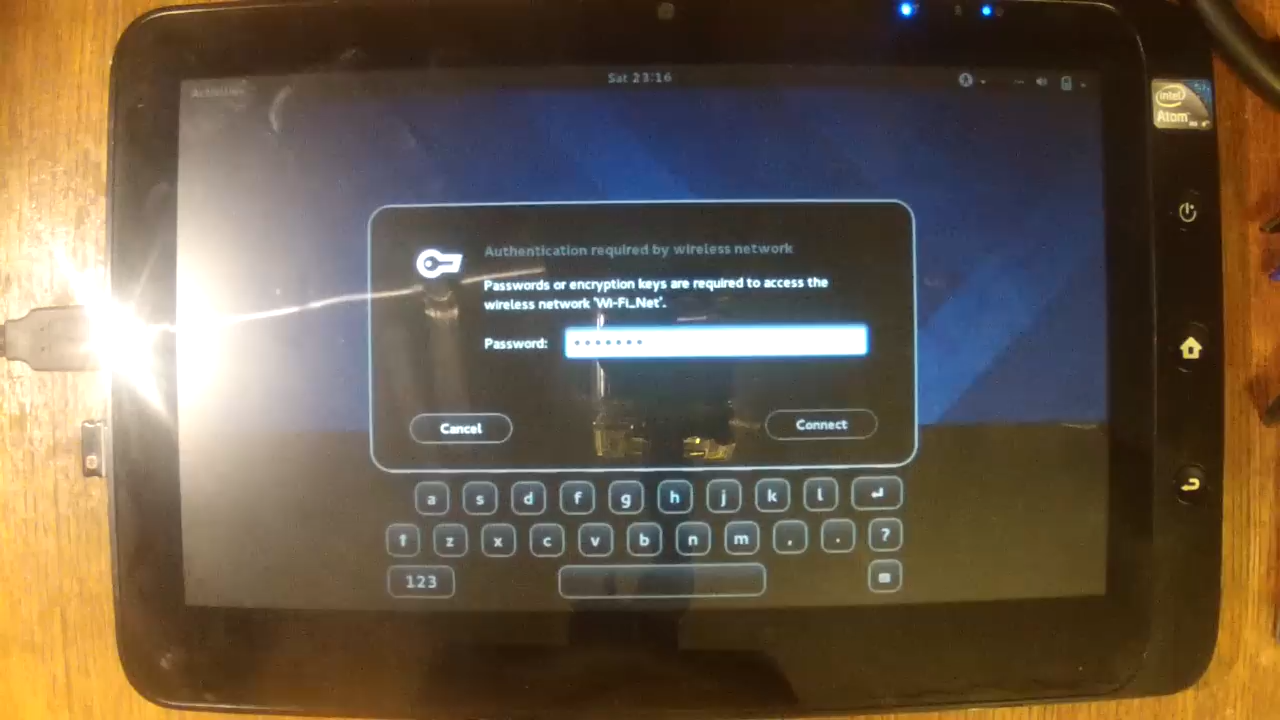 Sat 23:16
Activities
intel
Atom
Authentication required by wireless network
Passwords or encryption keys are required to access the
wireless network 'Wi-Fi_Net'.
Password:
Cancel
Connect
a s d f g h j k l
z x c v b n m , . ?
123